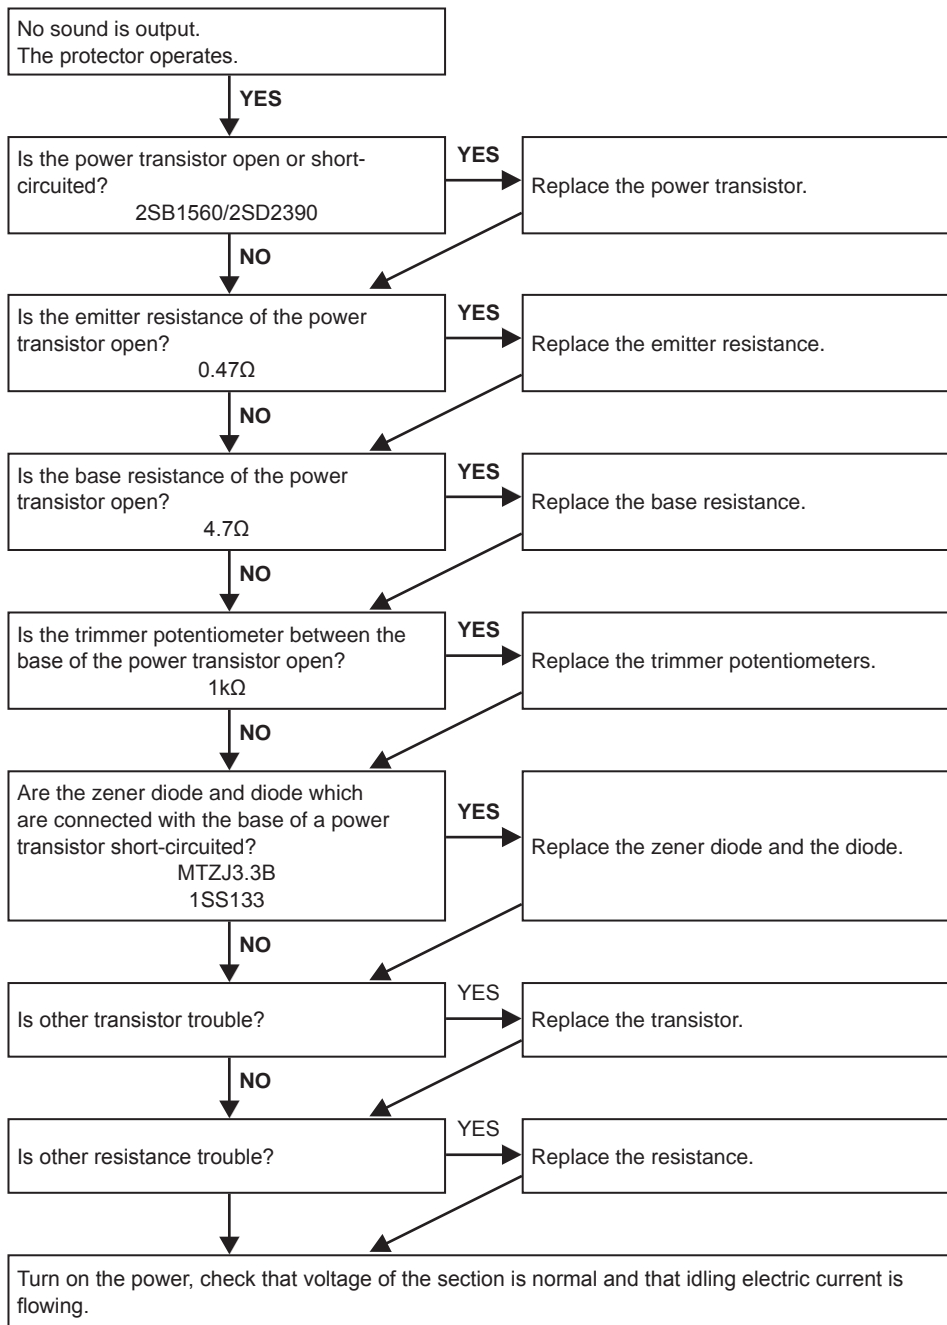 No sound is output.
The protector operates.
YES
Is the power transistor open or short-
circuited?
2SB1560/2SD2390
YES
Replace the power transistor.
NO
Is the emitter resistance of the power
transistor open?
0.47Ω
YES
Replace the emitter resistance.
NO
Is the base resistance of the power
transistor open?
4.7Ω
YES
Replace the base resistance.
NO
Is the trimmer potentiometer between the
base of the power transistor open?
1kΩ
YES
Replace the trimmer potentiometers.
NO
Are the zener diode and diode which
are connected with the base of a power
transistor short-circuited?
MTZJ3.3B
1SS133
YES
Replace the zener diode and the diode.
NO
Is other transistor trouble?
YES
Replace the transistor.
NO
Is other resistance trouble?
YES
Replace the resistance.
Turn on the power, check that voltage of the section is normal and that idling electric current is
flowing.